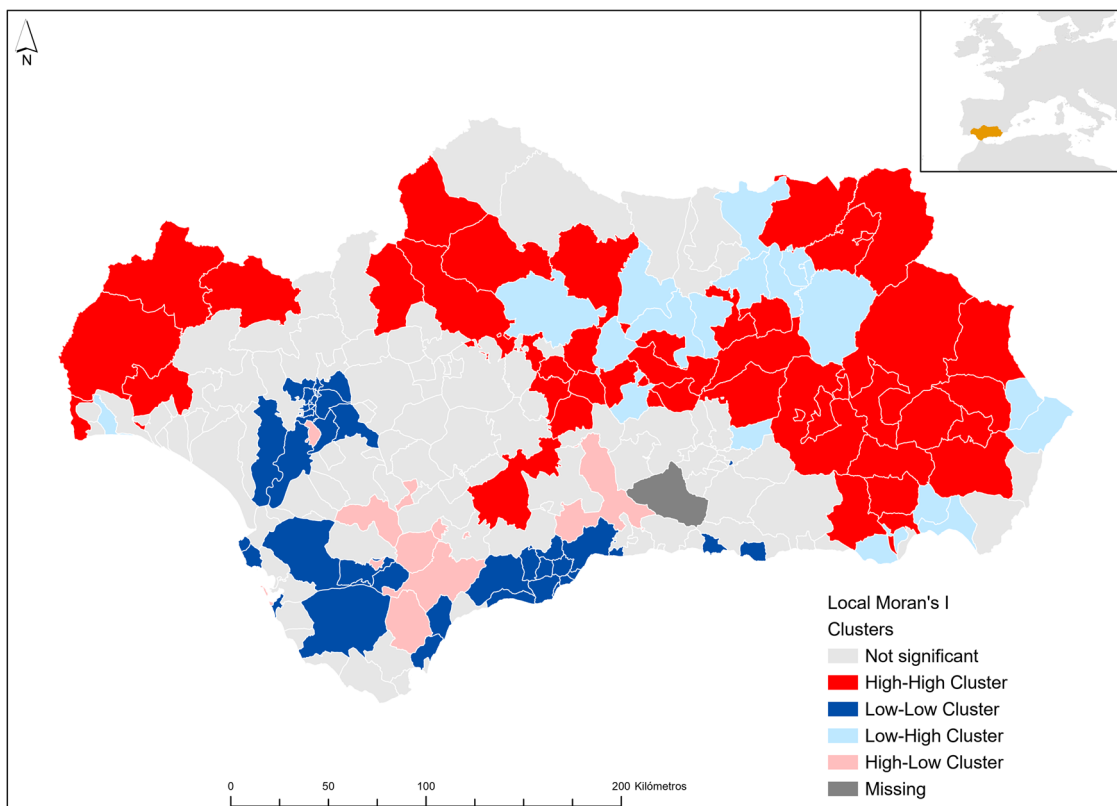 N
Local Moran's I
Clusters
Not significant
High-High Cluster
Low-Low Cluster
Low-High Cluster
High-Low Cluster
Missing
0 50 100 200 Kilómetros